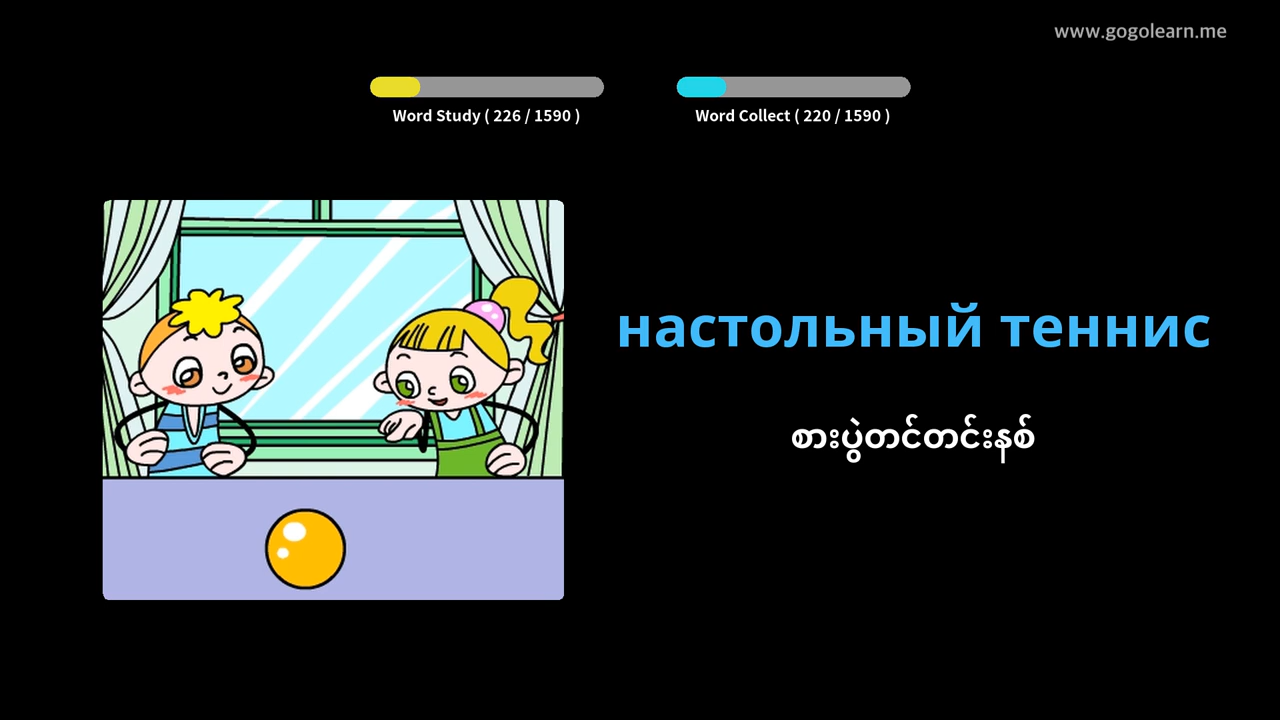 www.gogolearn.me
Word Study ( 226 / 1590 )
Word Collect ( 220 / 1590 )
настольный теннис
စားပွဲတင်တင်းနစ်